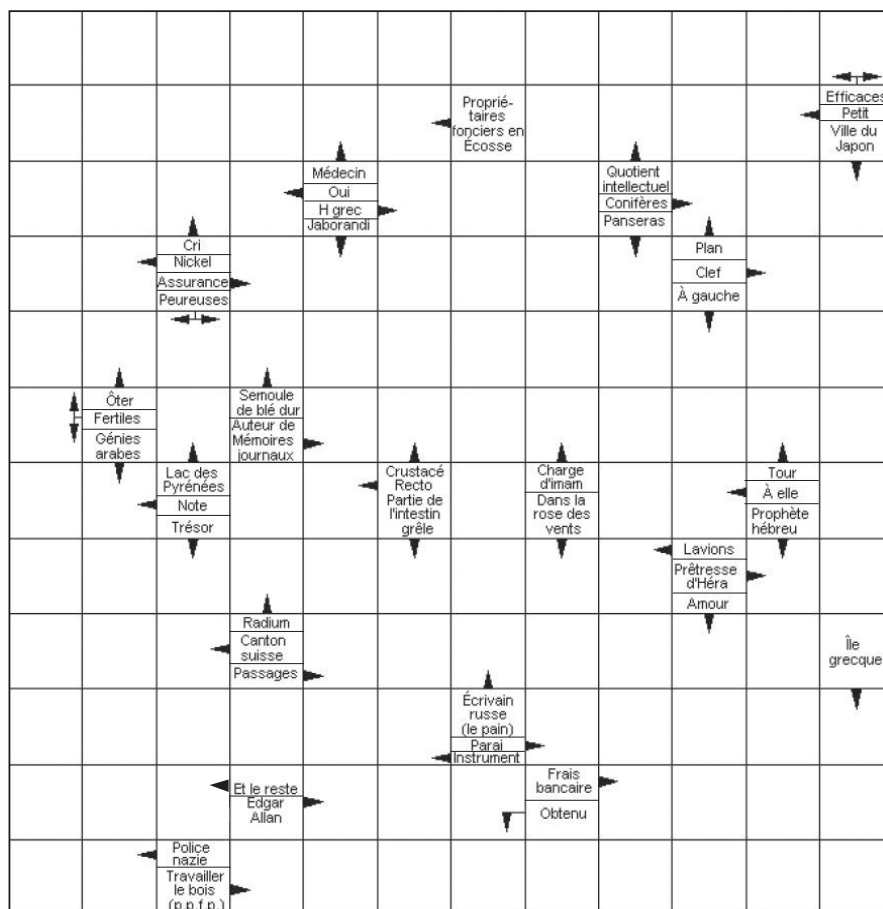 Proprié-
taires
fonciers en
Écosse
Efficaces
Petit
Ville du
Japon
Médecin
Oui
H grec
Jaborandi
Quotient
intellectuel
Conifères
Panseras
Cri
Nickel
Assurance
Peureuses
Plan
Clef
À gauche
Ôter
Fertiles
Génies
arabes
Semoule
de blé dur
Auteur de
Mémoires
journaux
Lac des
Pyrénées
Note
Trésor
Crustacé
Recto
Partie de
l'intestin
grêle
Charge
d'imam
Dans la
rose des
vents
Tour
À elle
Prophète
hébreu
Lavions
Prêtresse
d'Héra
Amour
Radium
Canton
suisse
Passages
Île
grecque
Écrivain
russe
(le pain)
Parai
Instrument
Et le reste
Edgar
Allan
Frais
bancaire
Obtenu
Police
nazie
Travailler
le bois
(p.p.f.p.)